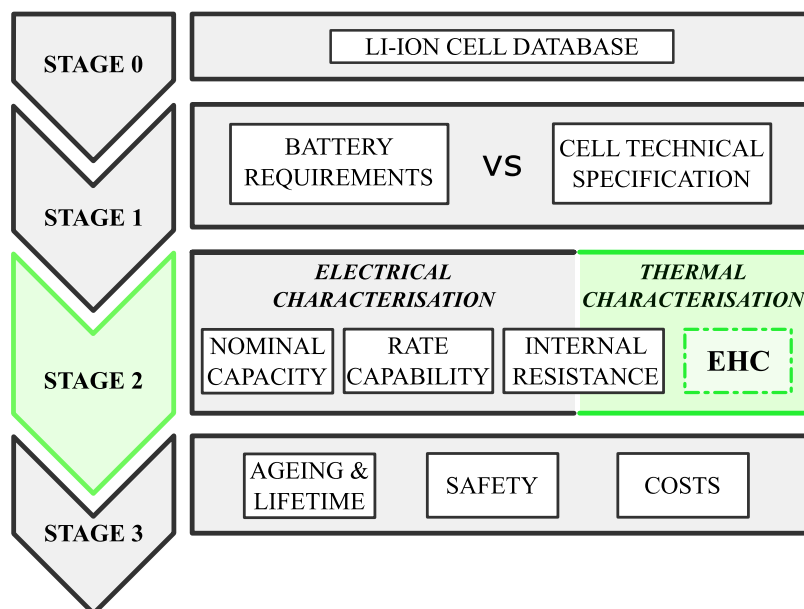 STAGE 0
LI-ION CELL DATABASE
STAGE 1
BATTERY
REQUIREMENTS
vs
CELL TECHNICAL
SPECIFICATION
STAGE 2
ELECTRICAL
CHARACTERISATION
THERMAL
CHARACTERISATION
NOMINAL
CAPACITY
RATE
CAPABILITY
INTERNAL
RESISTANCE
EHC
STAGE 3
AGEING &
LIFETIME
SAFETY
COSTS